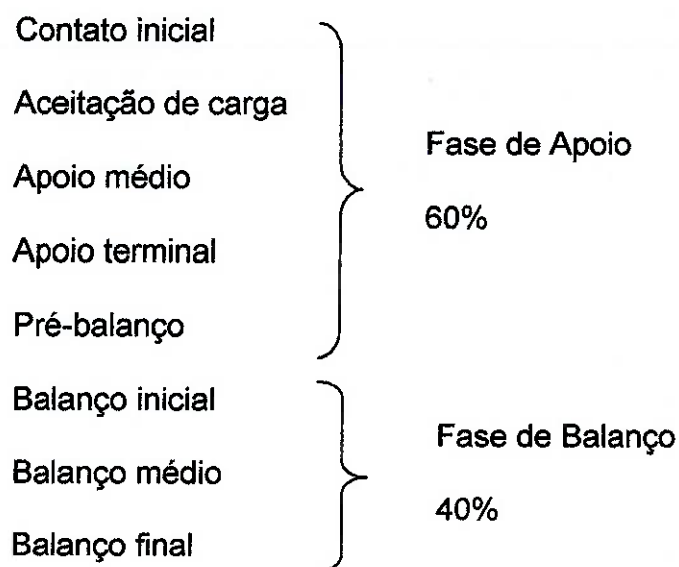 Contato inicial
Aceitação de carga
Apoio médio
Apoio terminal
Pré-balanço
Fase de Apoio
60%
Balanço inicial
Balanço médio
Balanço final
Fase de Balanço
40%